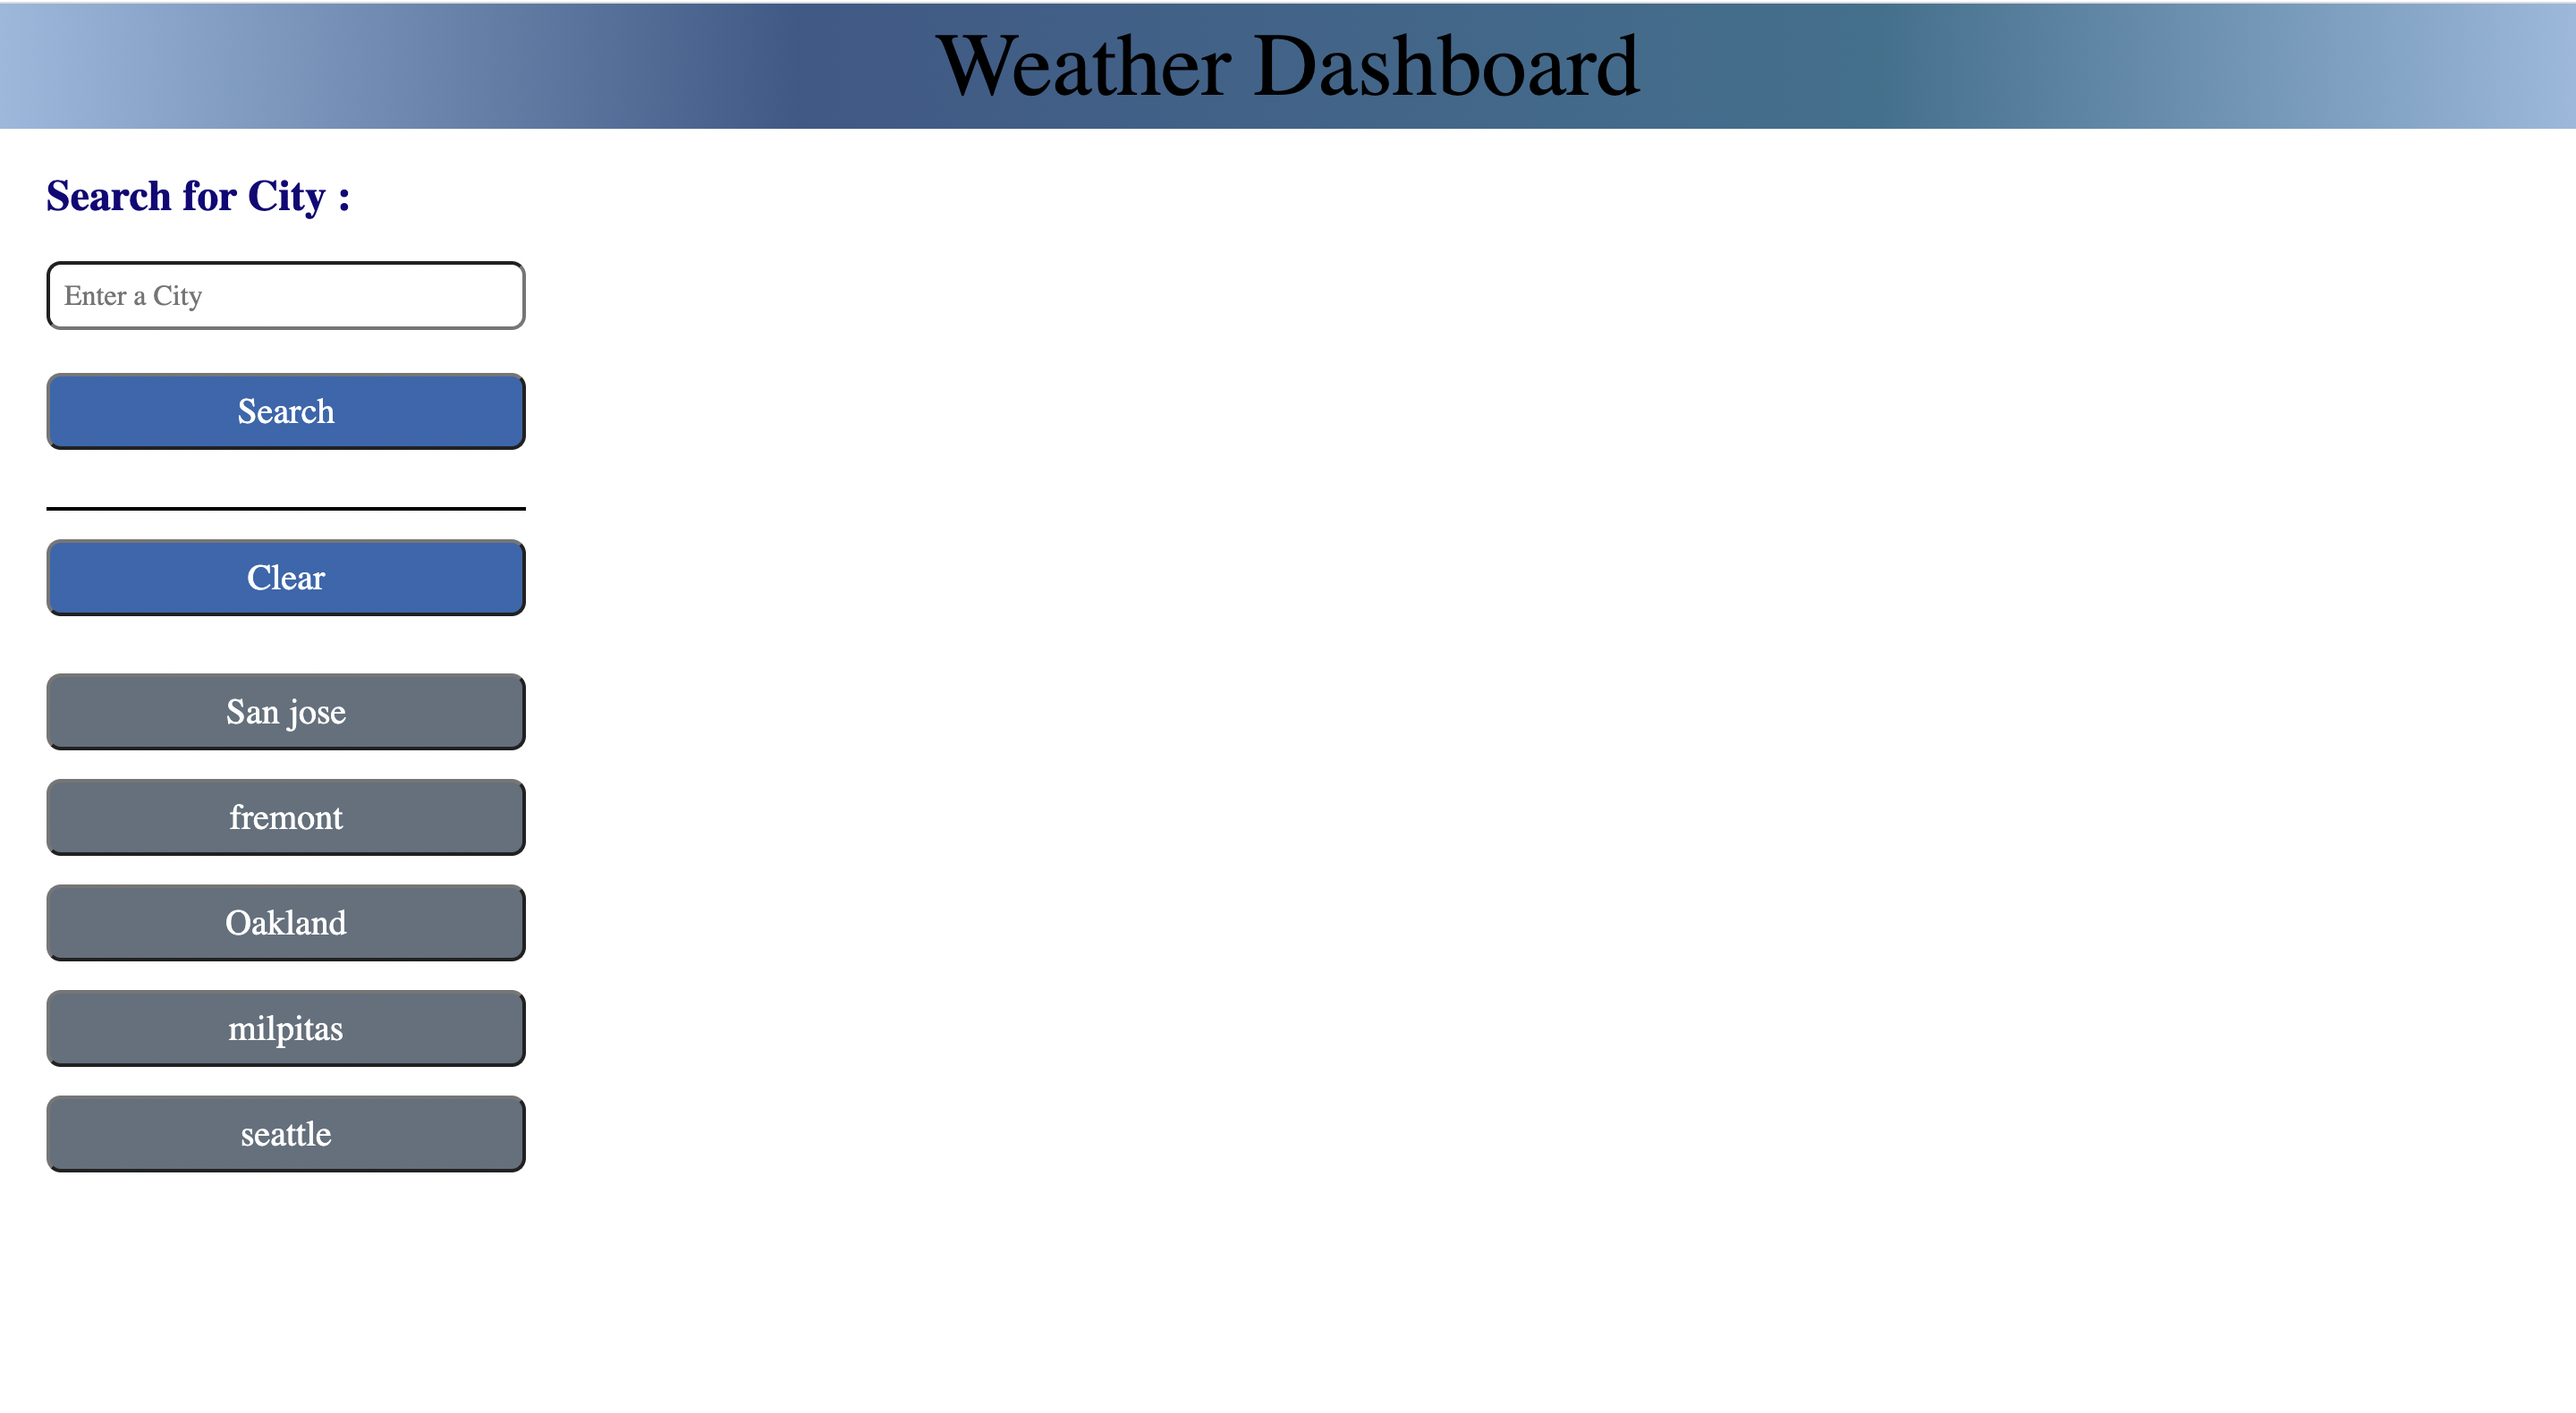 Weather Dashboard
Search for City :
Enter a City
Search
Clear
San jose
fremont
Oakland
milpitas
seattle